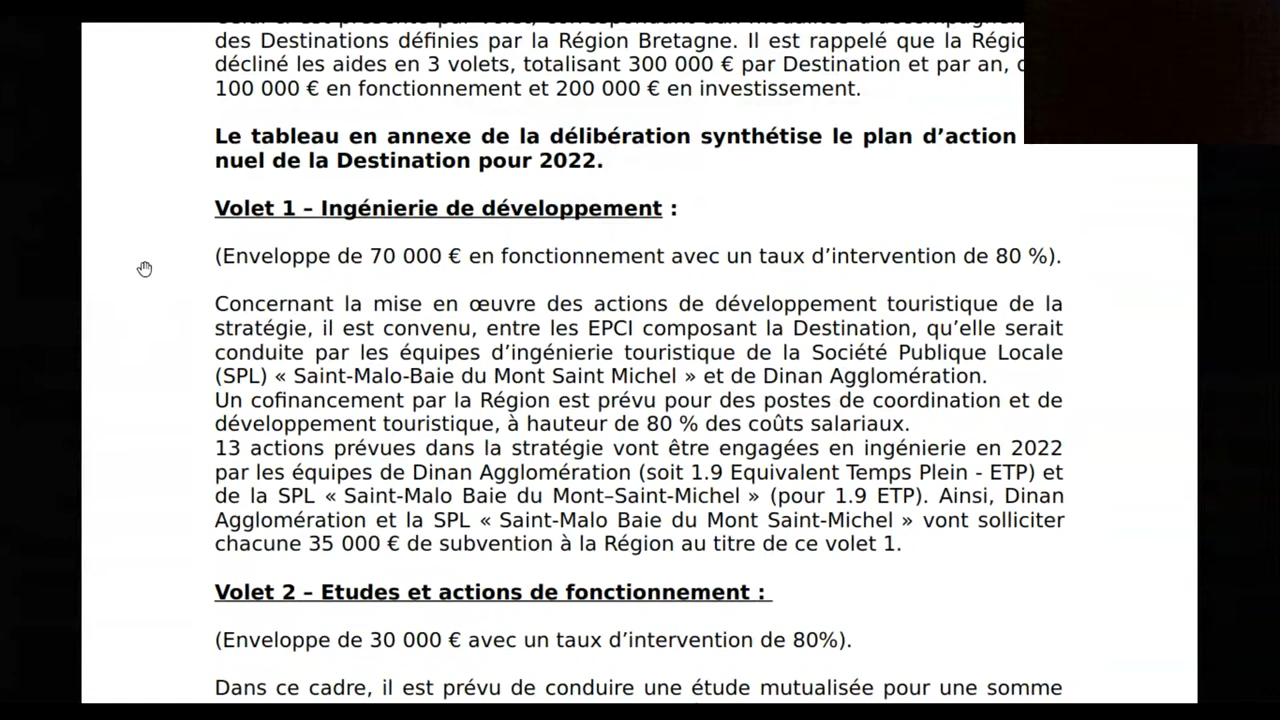 des Destinations définies par la Région Bretagne. Il est rappelé que la
décliné les aides en 3 volets, totalisant 300 000 € par Destination et par an,
100 000 € en fonctionnement et 200 000 € en investissement.
Le tableau en annexe de la délibération synthétise le plan d’action
nuel de la Destination pour 2022.
Volet 1 – Ingénierie de développement :
(Enveloppe de 70 000 € en fonctionnement avec un taux d’intervention de 80 %).
Concernant la mise en œuvre des actions de développement touristique de la
stratégie, il est convenu, entre les EPCI composant la Destination, qu’elle serait
conduite par les équipes d’ingénierie touristique de la Société Publique Locale
(SPL) « Saint-Malo-Baie du Mont Saint Michel » et de Dinan Agglomération.
Un cofinancement par la Région est prévu pour des postes de coordination et de
développement touristique, à hauteur de 80 % des coûts salariaux.
13 actions prévues dans la stratégie vont être engagées en ingénierie en 2022
par les équipes de Dinan Agglomération (soit 1.9 Equivalent Temps Plein - ETP) et
de la SPL « Saint-Malo Baie du Mont–Saint-Michel » (pour 1.9 ETP). Ainsi, Dinan
Agglomération et la SPL « Saint-Malo Baie du Mont Saint-Michel » vont solliciter
chacune 35 000 € de subvention à la Région au titre de ce volet 1.
Volet 2 – Etudes et actions de fonctionnement :
(Enveloppe de 30 000 € avec un taux d’intervention de 80%).
Dans ce cadre, il est prévu de conduire une étude mutualisée pour une somme